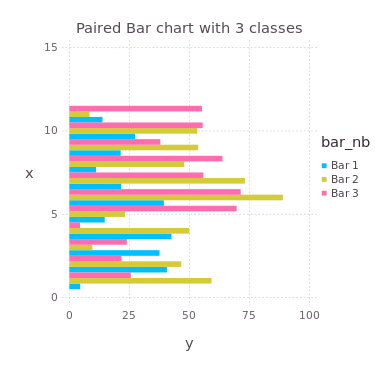 Paired Bar chart with 3 classes
15
10
5
0
x
0 25 50 75 100
y
bar_nb
Bar 1
Bar 2
Bar 3